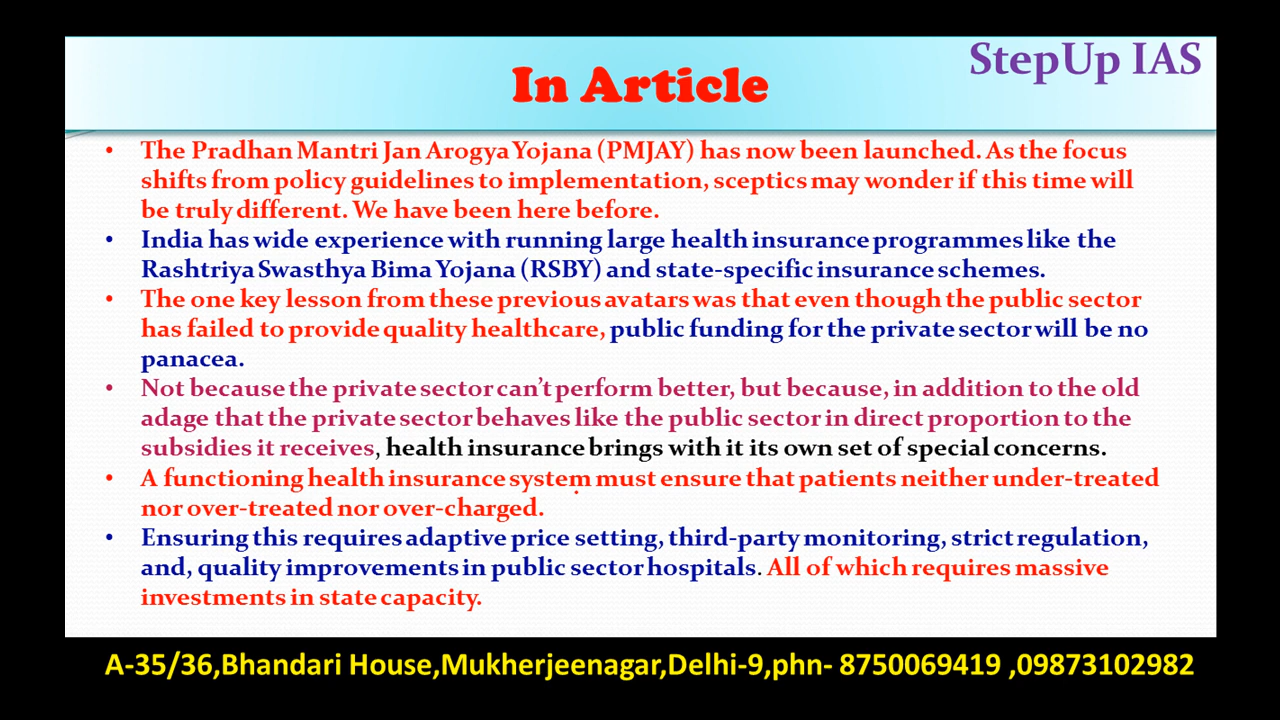 StepUp IAS
In Article
• The Pradhan Mantri Jan Arogya Yojana (PMJAY) has now been launched. As the focus
shifts from policy guidelines to implementation, sceptics may wonder if this time will
be truly different. We have been here before.
• India has wide experience with running large health insurance programmes like the
Rashtriya Swasthya Bima Yojana (RSBY) and state-specific insurance schemes.
• The one key lesson from these previous avatars was that even though the public sector
has failed to provide quality healthcare, public funding for the private sector will be no
panacea.
• Not because the private sector can't perform better, but because, in addition to the old
adage that the private sector behaves like the public sector in direct proportion to the
subsidies it receives, health insurance brings with it its own set of special concerns.
• A functioning health insurance system must ensure that patients neither under-treated
nor over-treated nor over-charged.
• Ensuring this requires adaptive price setting, third-party monitoring, strict regulation,
and, quality improvements in public sector hospitals. All of which requires massive
investments in state capacity.
A-35/36,Bhandari House,Mukherjeenagar,Delhi-9,phn- 8750069419 ,09873102982